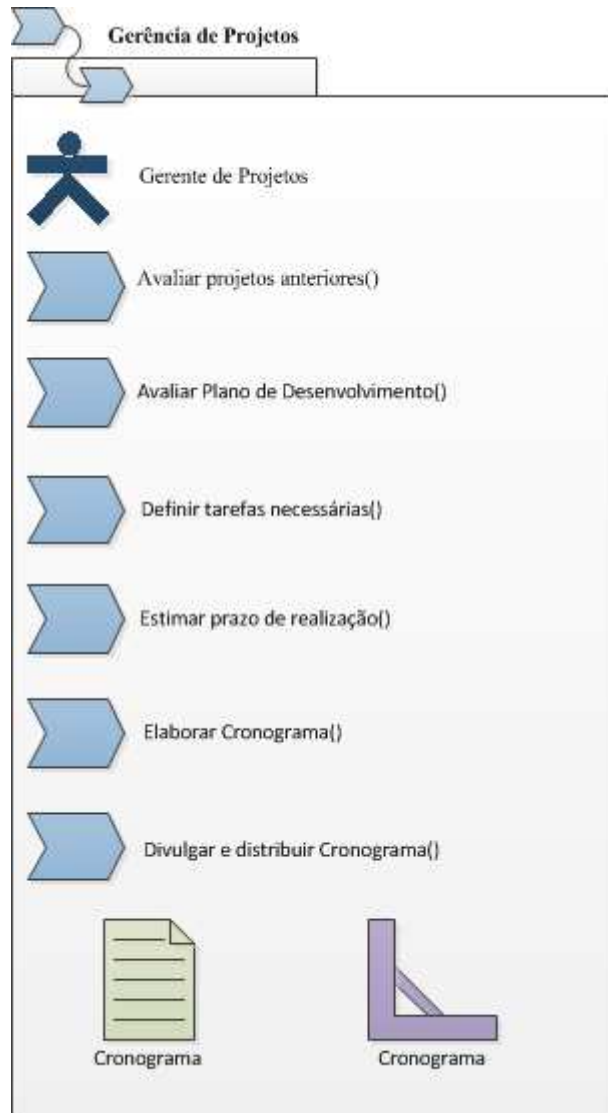 Gerência de Projetos
Gerente de Projetos
Avaliar projetos anteriores()
Avaliar Plano de Desenvolvimento()
Definir tarefas necessárias()
Estimar prazo de realização()
Elaborar Cronograma()
Divulgar e distribuir Cronograma()
Cronograma
Cronograma